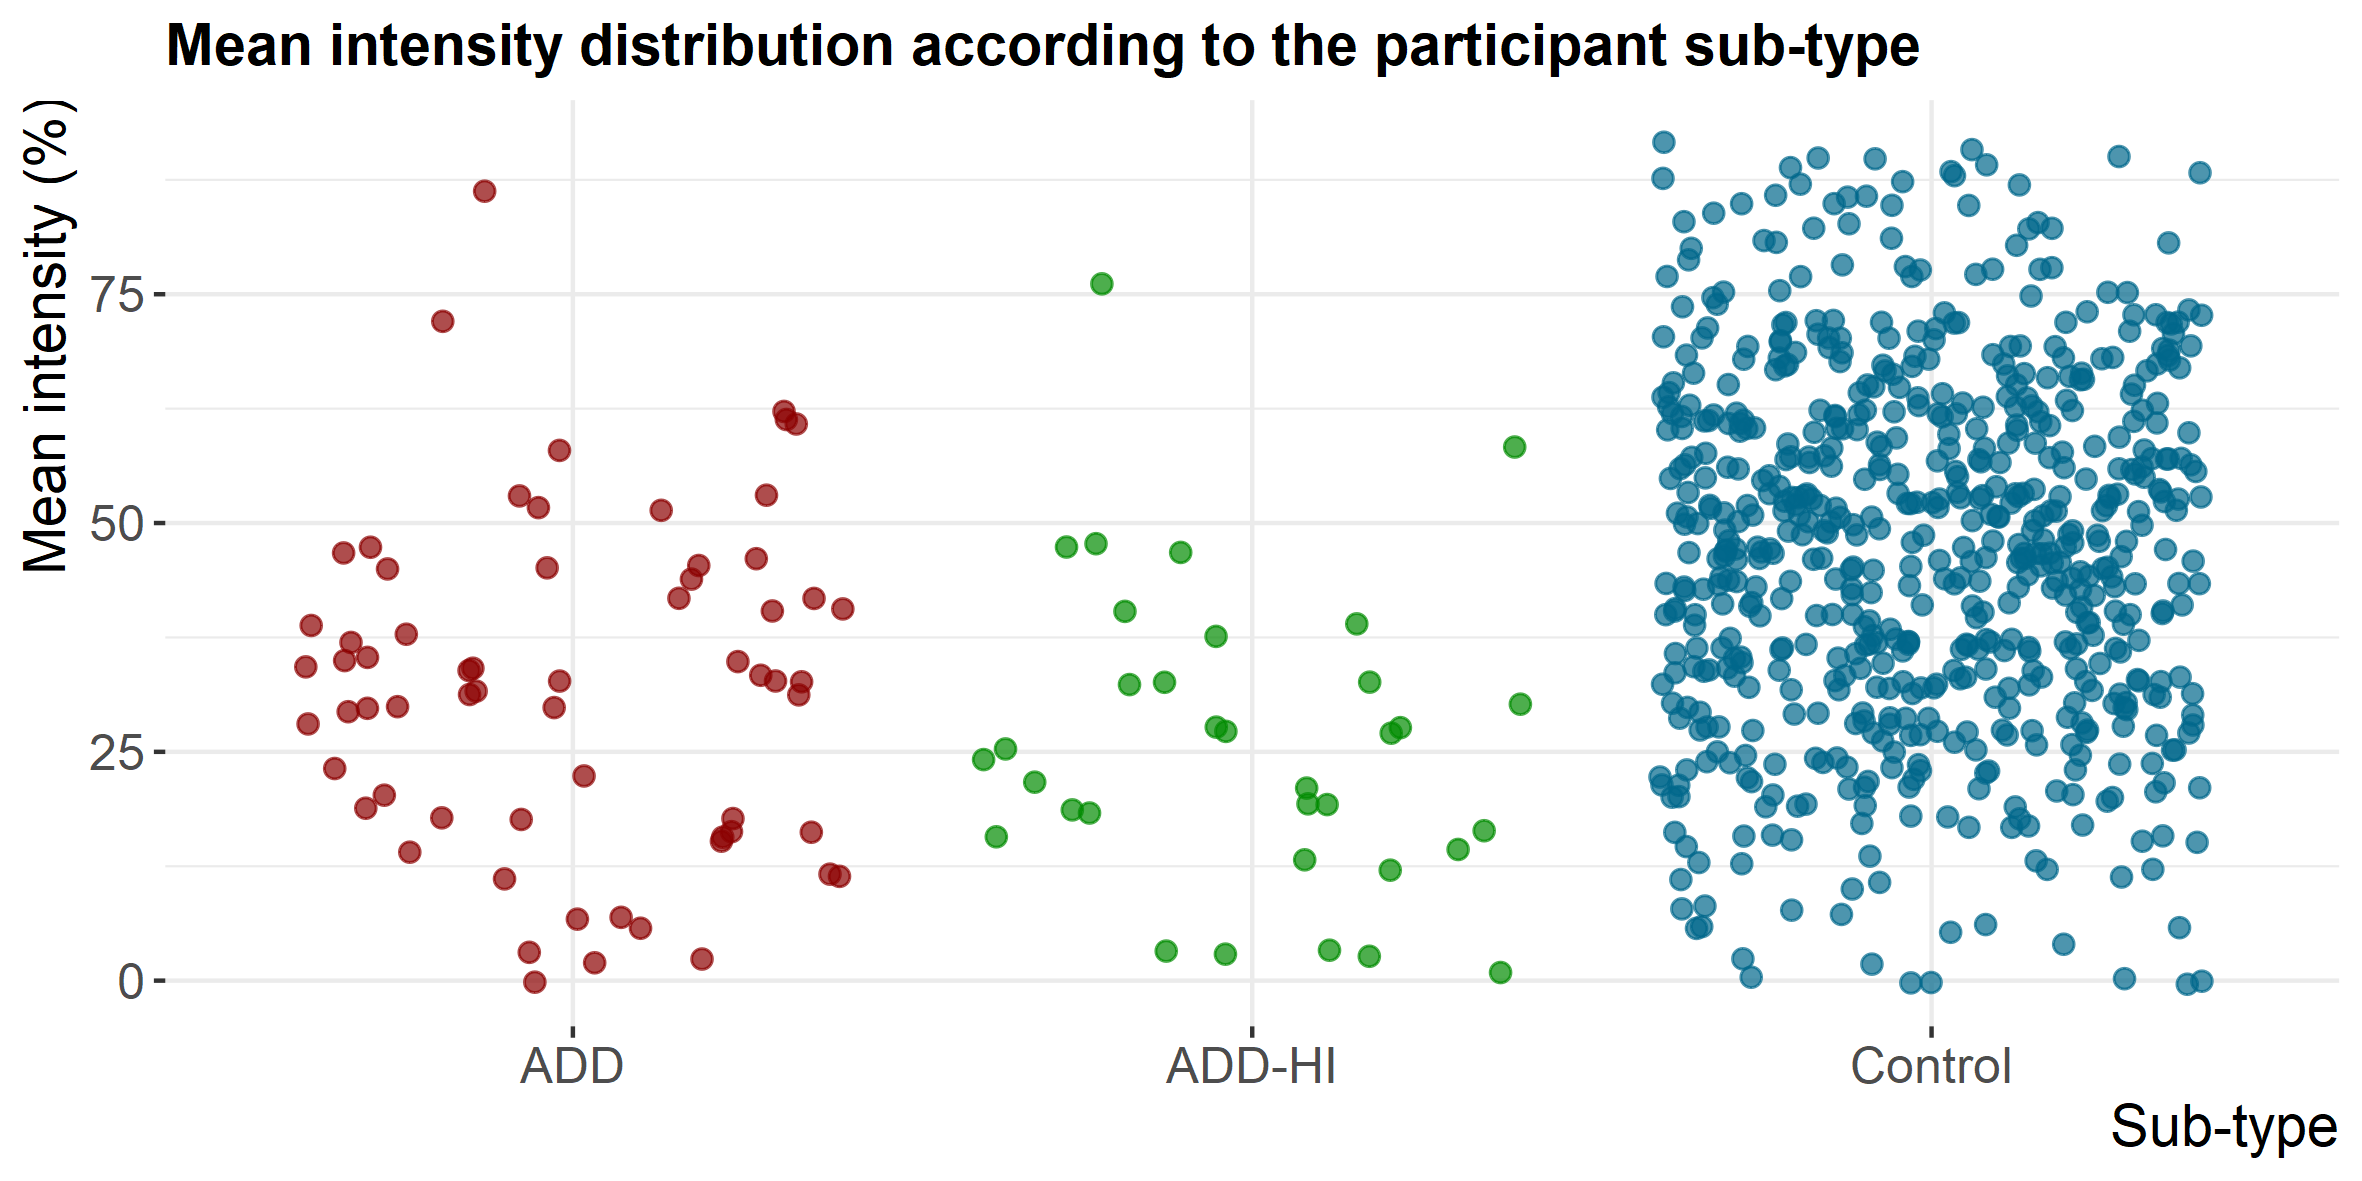 Mean intensity distribution according to the participant sub-type
Mean intensity (%)
75
50
25
0
ADD
ADD-HI
Control
Sub-type